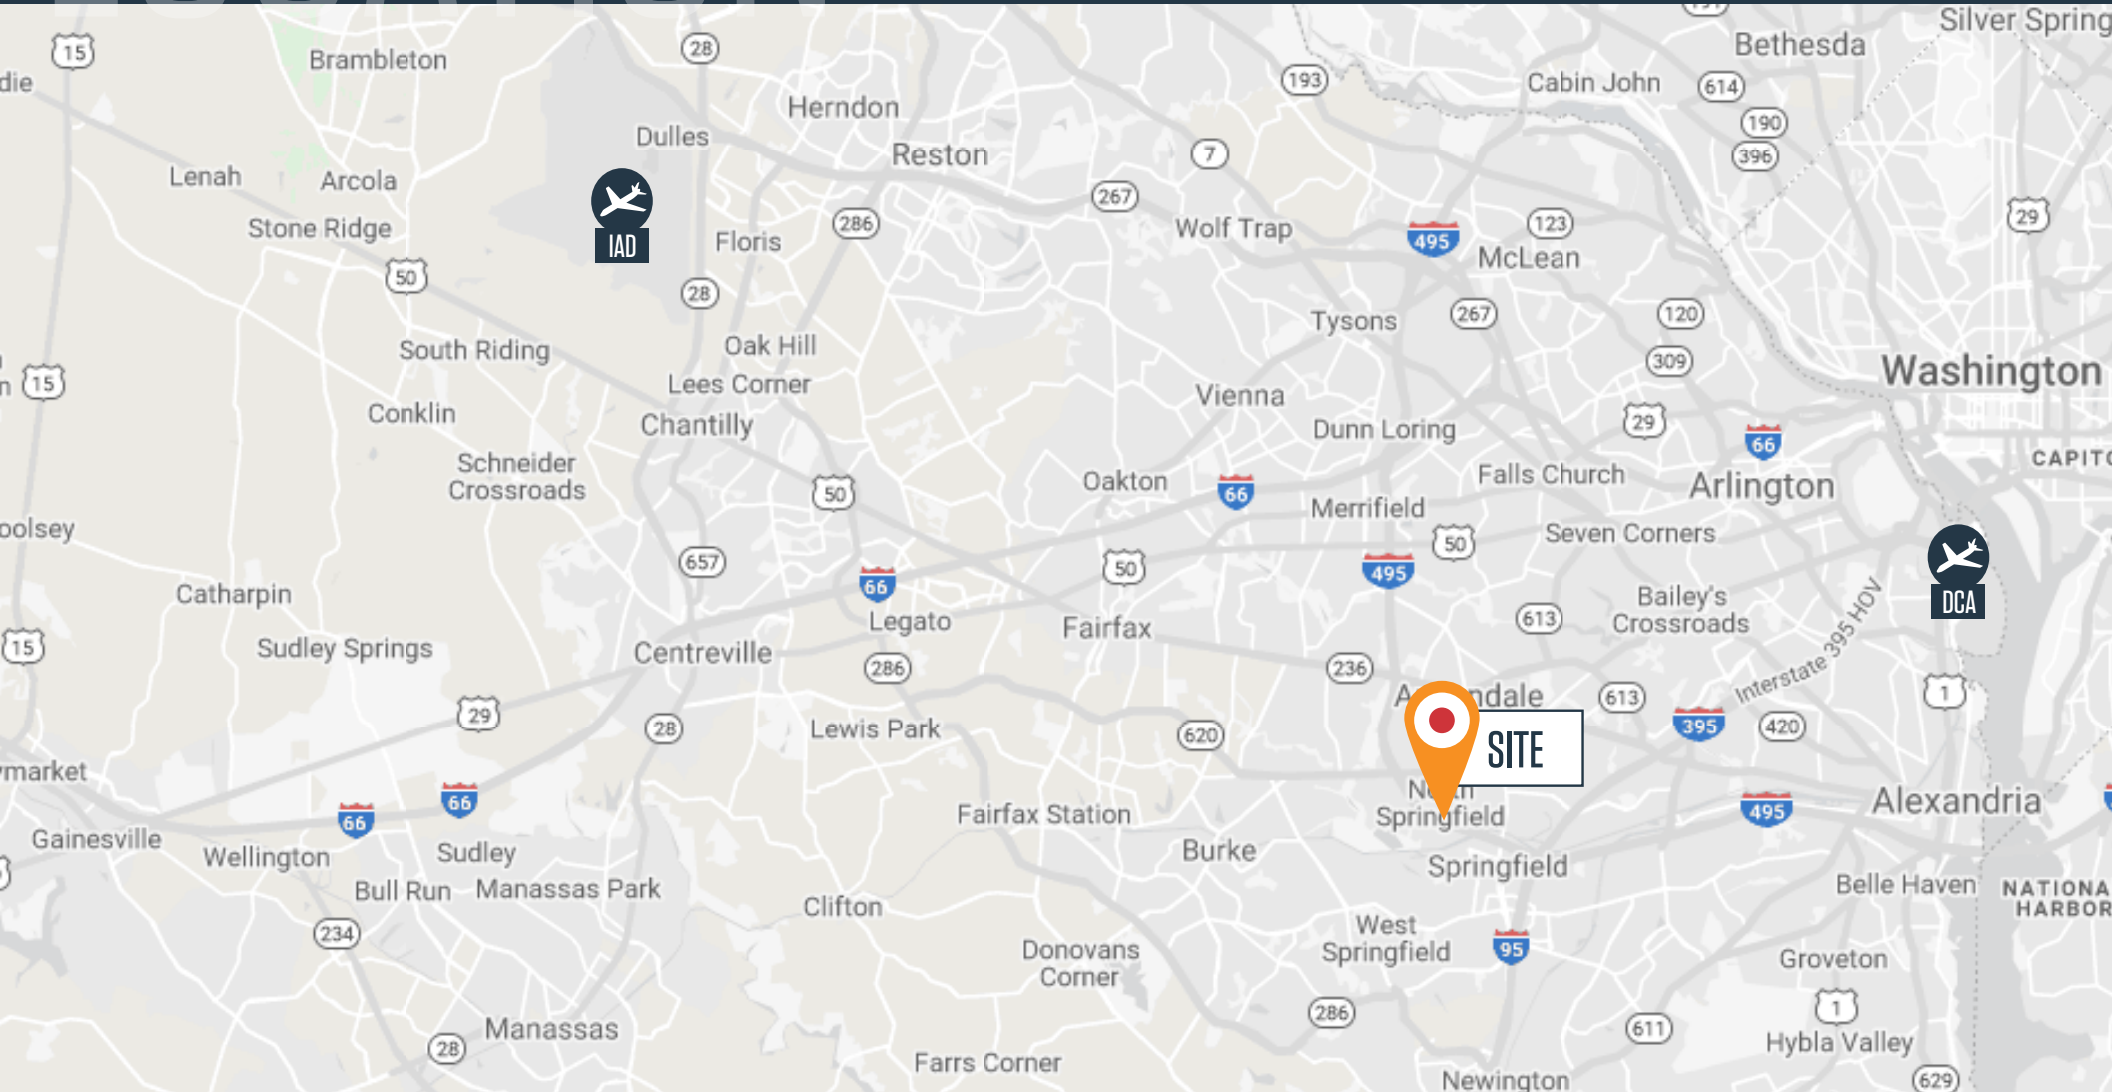 15
Brambleton
28
Bethesda
Silver Spring
193
Cabin John
614
die
Herndon
190
Dulles
Reston
7
396
Lenah
Arcola
267
Stone Ridge
IAD
Floris
286
Wolf Trap
495
123
29
McLean
50
28
Tysons
267
120
South Riding
Oak Hill
309
15
Lees Corner
Washington
Conklin
Chantilly
Vienna
Dunn Loring
29
66
CAPITO
Schneider
Crossroads
50
Oakton
66
Falls Church
Arlington
Merrifield
oolsey
657
50
495
50
Seven Corners
DCA
Catharpin
66
Legato
Fairfax
613
Bailey's
Crossroads
Interstate 395 HOV
15
Sudley Springs
Centreville
286
236
613
1
29
28
Lewis Park
620
SITE
395
420
market
66
66
Fairfax Station
Springfield
495
Alexandria
Gainesville
Wellington
Sudley
Burke
Springfield
Bull Run
Manassas Park
Clifton
Belle Haven
NATIONA
HARBOR
234
Donovans
Corner
West
Springfield
95
Groveton
286
1
28
Manassas
611
Hybla Valley
Farrs Corner
Newington
629